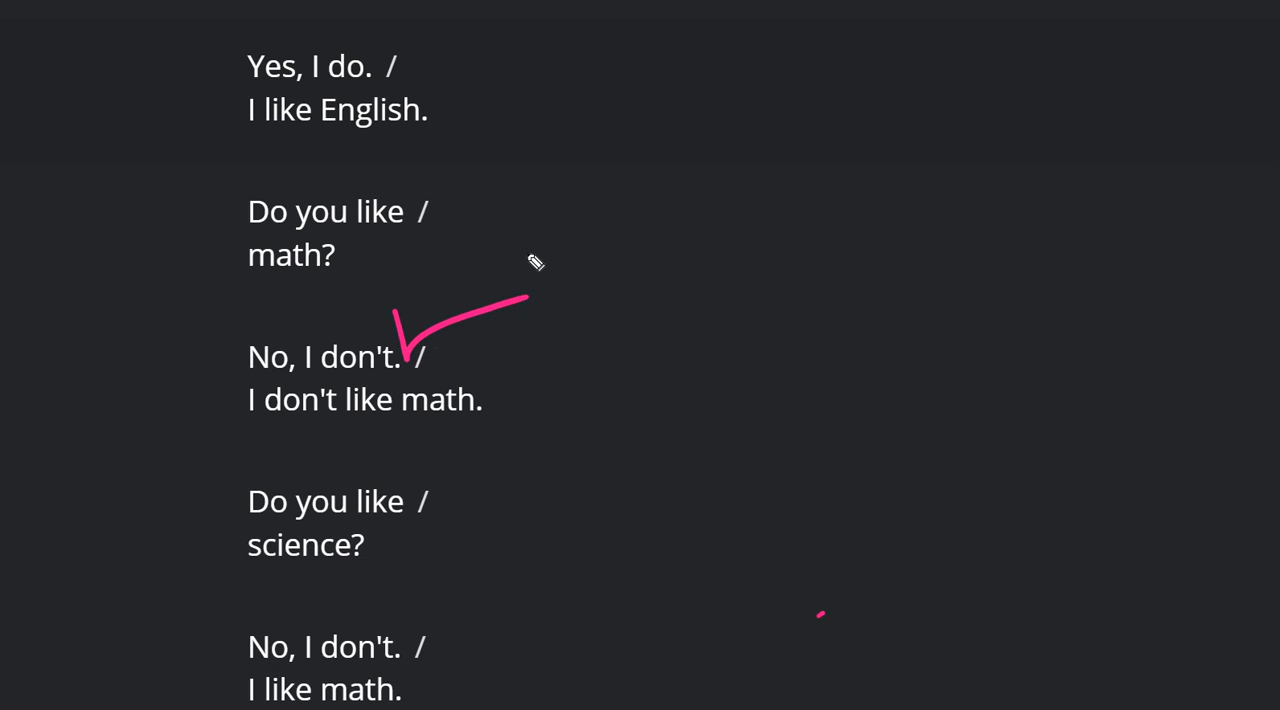 Yes, I do. /
I like English.
Do you like /
math?
No, I don't. /
I don't like math.
Do you like /
science?
No, I don't. /
I like math.